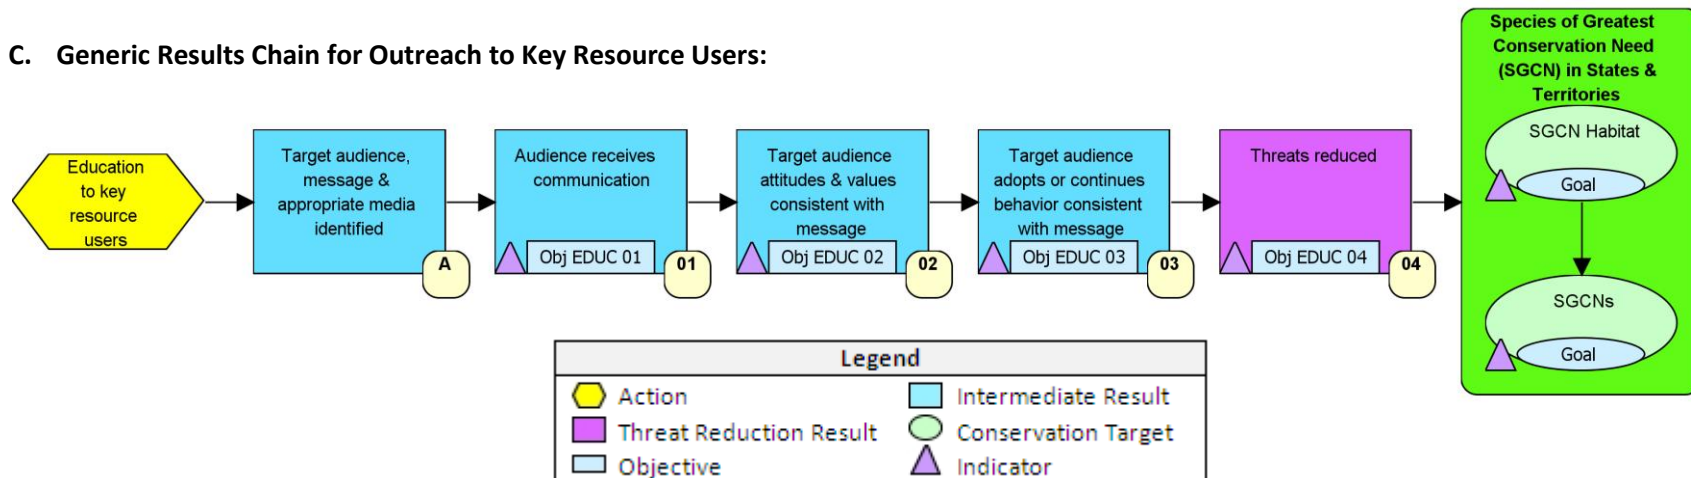 C. Generic Results Chain for Outreach to Key Resource Users:
Education
to key
resource
users
Target audience,
message &
appropriate media
identified
A
Audience receives
communication
Obj EDUC 01
01
Target audience
attitudes & values
consistent with
message
Obj EDUC 02
02
Target audience
adopts or continues
behavior consistent
with message
Obj EDUC 03
03
Threats reduced
Obj EDUC 04
04
Species of Greatest
Conservation Need
(SGCN) in States &
Territories
SGCN Habitat
Goal
SGCNs
Goal
Legend
Action
Intermediate Result
Threat Reduction Result
Conservation Target
Objective
Indicator